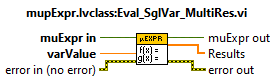 mupExpr.lvclass:Eval_SglVar_MultiRes.vi
muExpr in muExpr out
varValue µEXPR Results
f(x)=
error in (no error) g(x)= error out